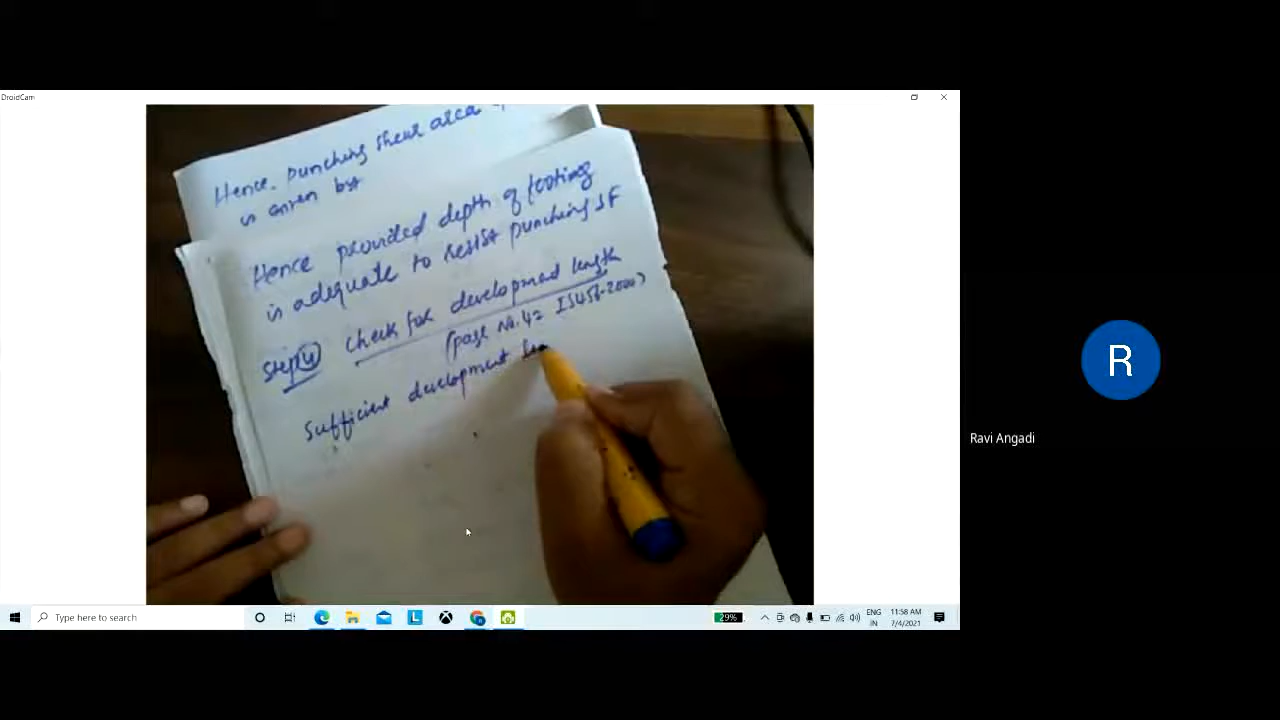 DroidCam
Hence. punching shear area
is given by
Hence provided depth of footing
is adequate to resist punching SF
Step(4) Check for development length
(page No. 42 IS456-2000)
Sufficient development
R
Ravi Angadi
Type here to search
29%
ENG
IN
11:58 AM
7/4/2021